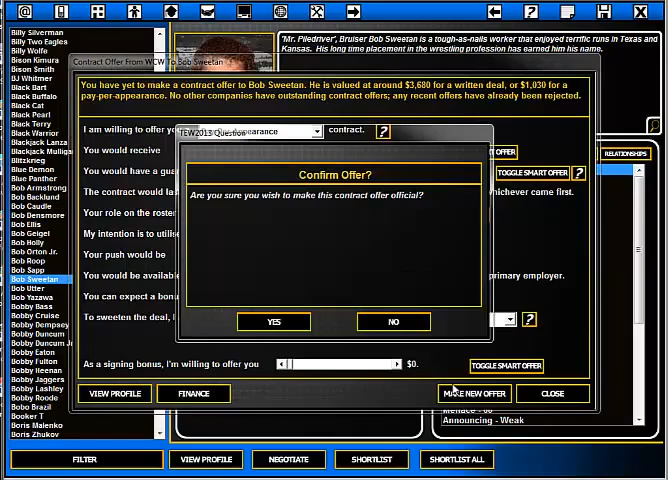 "Mr. Piledriver", Bruiser Bob Sweetan is a tough-as-nails worker that enjoyed terrific runs in Texas and
Kansas. His long time placement in the wrestling profession has earned him his name.
Billy Silverman
Billy Two Eagles
Billy Wolfe
Bison Kimura
Bison Smith
BJ Whitmer
Black Bart
Black Buffalo
Black Cat
Black Pearl
Black Terry
Black Warrior
Blackjack Lanza
Blackjack Mulligan
Blitzkrieg
Blue Demon
Blue Panther
Bob Armstrong
Bob Backlund
Bob Caudle
Bob Densmore
Bob Ellis
Bob Geigel
Bob Holly
Bob Orton Jr.
Bob Roop
Bob Sapp
Bob Sweetan
Bob Utter
Bob Yazawa
Bobby Bass
Bobby Cruise
Bobby Dempsey
Bobby Duncum
Bobby Duncum J
Bobby Eaton
Bobby Fulton
Bobby Heenan
Bobby Jaggers
Bobby Lashley
Bobby Roode
Bobo Brazil
Booker T
Boris Malenko
Boris Zhukov
Contract Offer From WCW To Bob Sweetan
You have yet to make a contract offer to Bob Sweetan. He is valued at around $3,680 for a written deal, or $1,030 for a
pay-per-appearance. No other companies have outstanding contract offers; any recent offers have already been rejected.
I am willing to offer you
Appearance
contract.
?
You would receive
OFFER
RELATIONSHIPS
You would have a gua
TOGGLE SMART OFFER
?
The contract would la
whichever came first.
Your role on the roster
My intention is to utilise
Your push would be
You would be available
primary employer.
You can expect a bonu
To sweeten the deal, I
?
As a signing bonus, I'm willing to offer you
$0.
TOGGLE SMART OFFER
VIEW PROFILE
FINANCE
MAKE NEW OFFER
CLOSE
TEW2013 Question
Confirm Offer?
Are you sure you wish to make this contract offer official?
YES
NO
Menace - 60
Announcing - Weak
FILTER
VIEW PROFILE
NEGOTIATE
SHORTLIST
SHORTLIST ALL